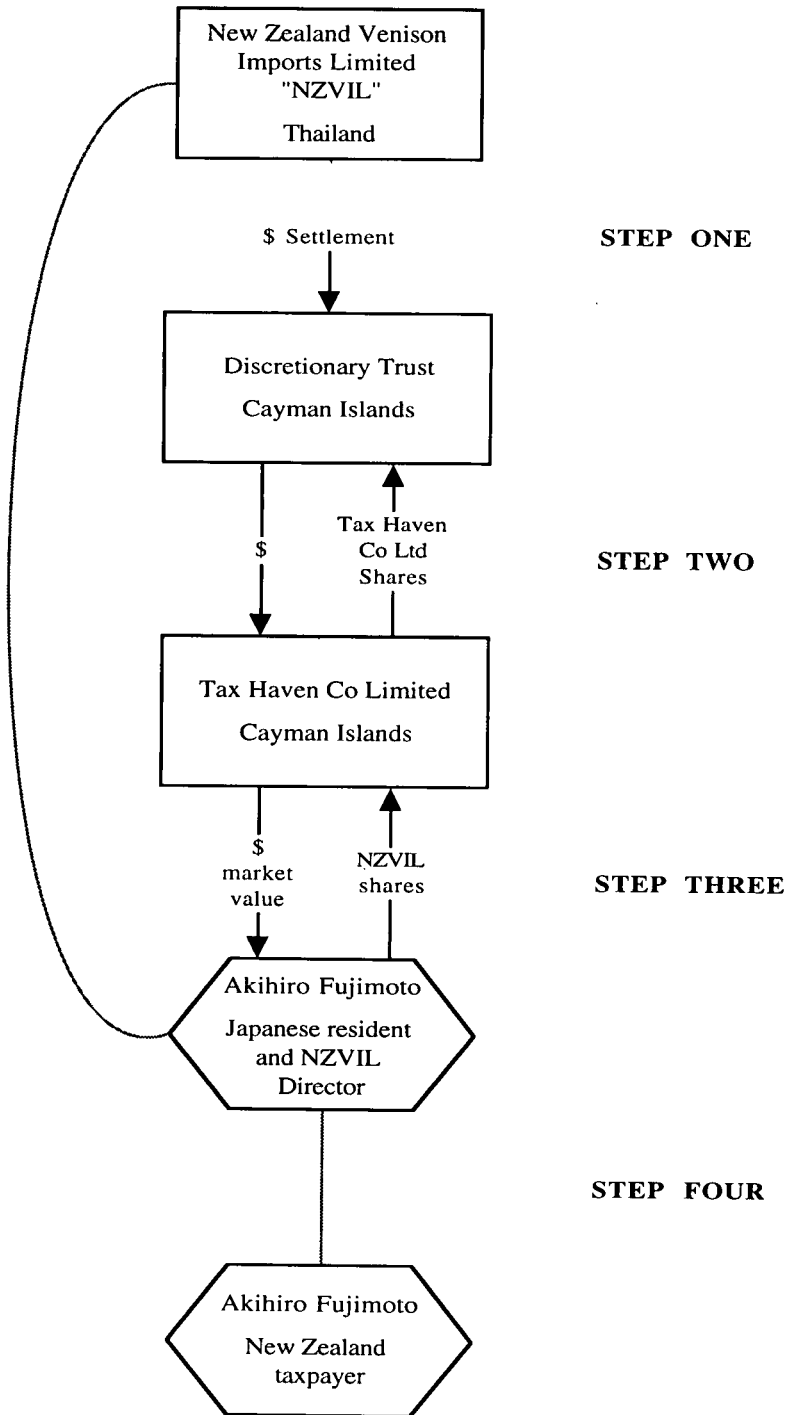 New Zealand Venison
Imports Limited
"NZVIL"
Thailand
$ Settlement
STEP ONE
Discretionary Trust
Cayman Islands
$
Tax Haven
Co Ltd
Shares
STEP TWO
Tax Haven Co Limited
Cayman Islands
$
market
value
NZVIL
shares
STEP THREE
Akihiro Fujimoto
Japanese resident
and NZVIL
Director
STEP FOUR
Akihiro Fujimoto
New Zealand
taxpayer